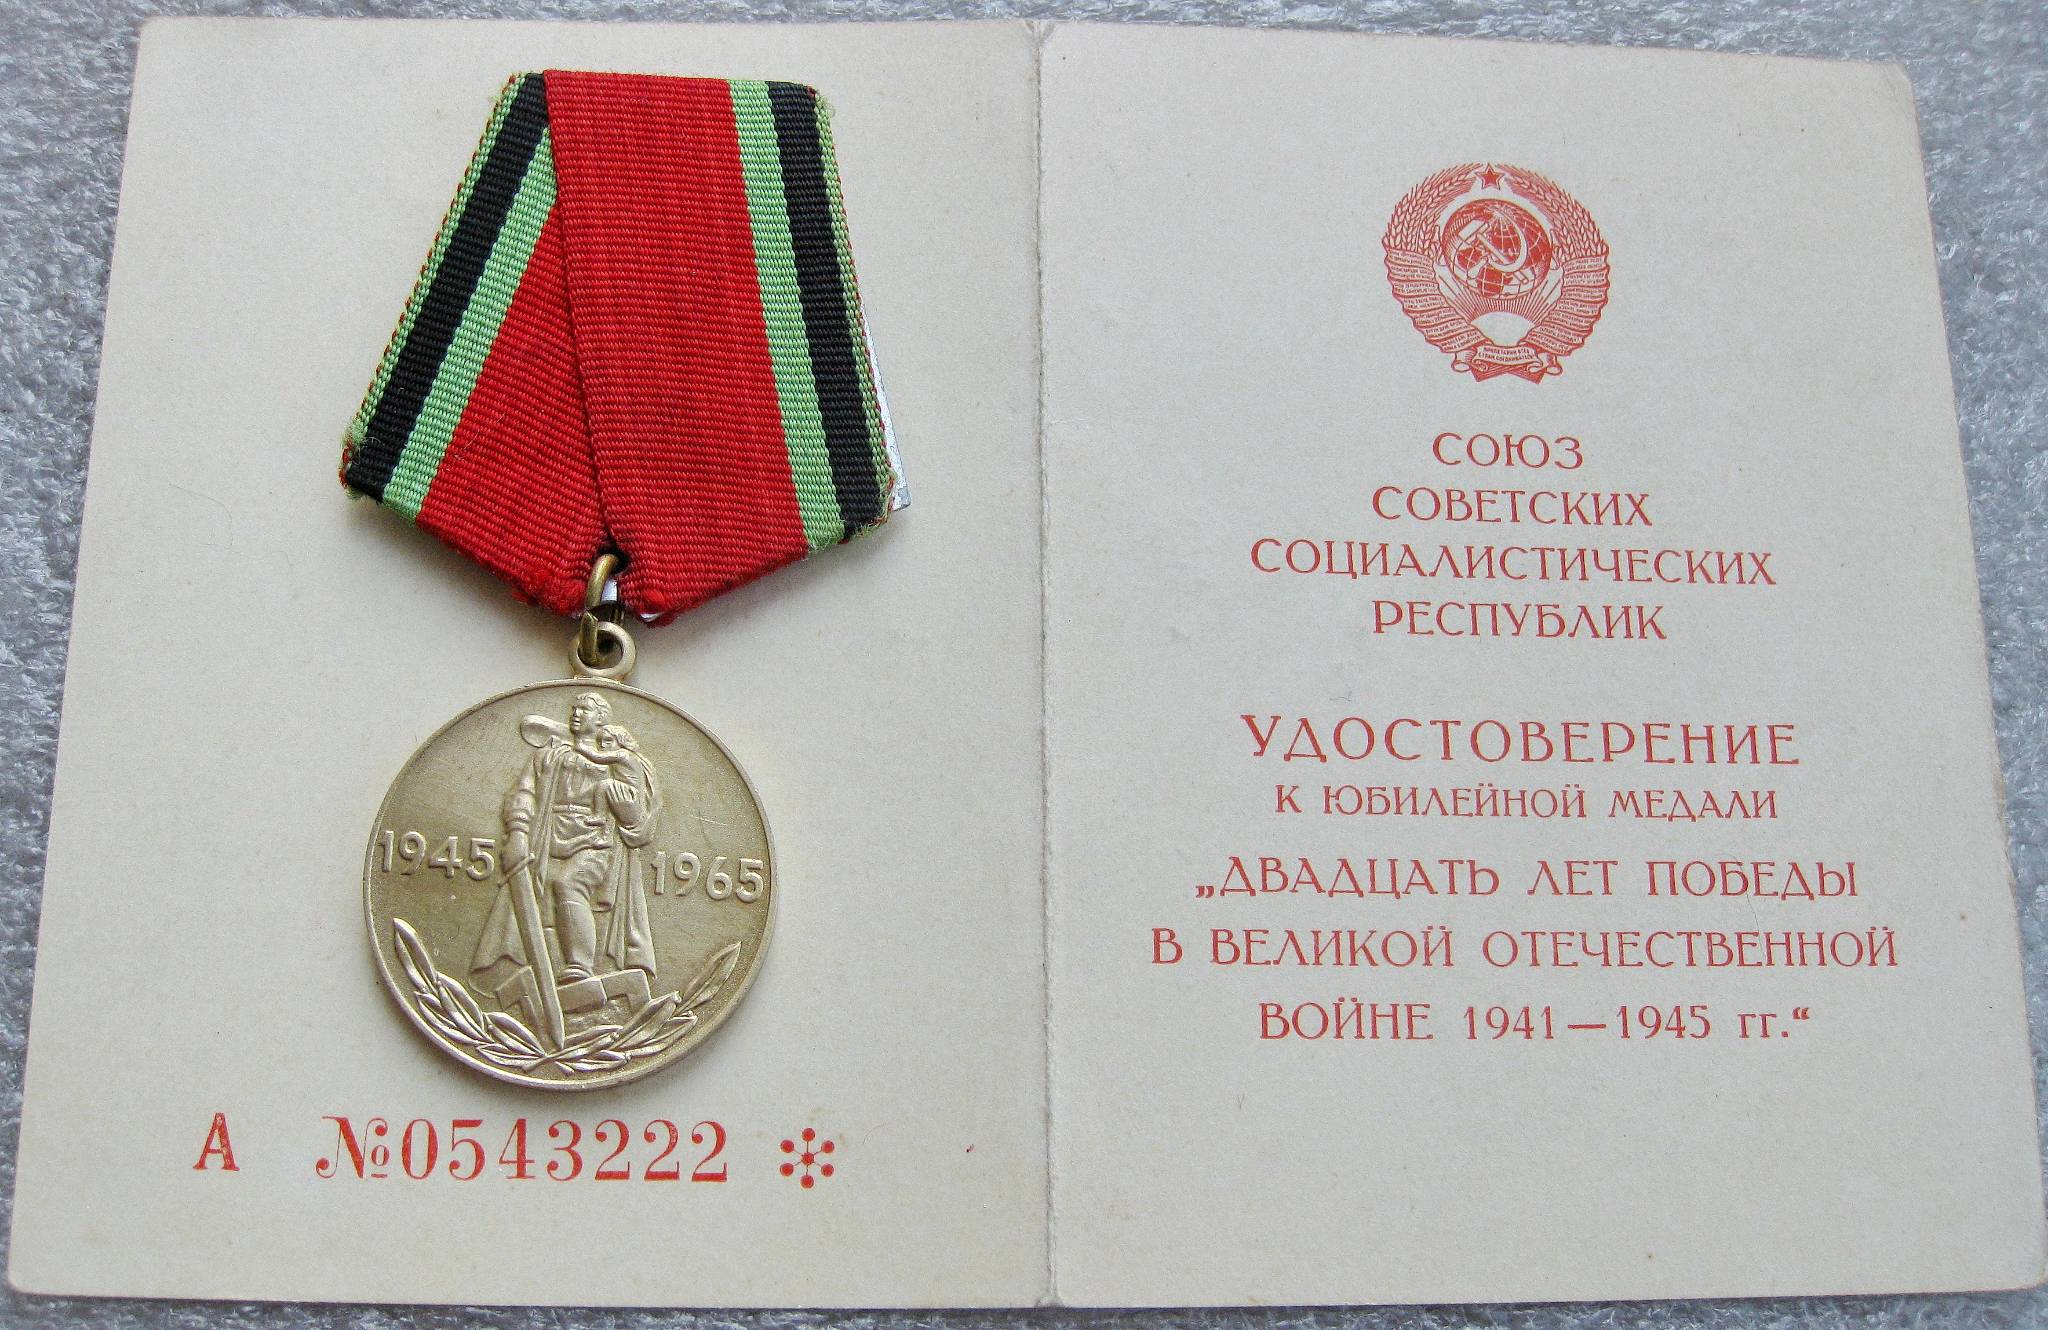 1945 1965
А №0543222
СОЮЗ
СОВЕТСКИХ
СОЦИАЛИСТИЧЕСКИХ
РЕСПУБЛИК
УДОСТОВЕРЕНИЕ
К ЮБИЛЕЙНОЙ МЕДАЛИ
„ДВАДЦАТЬ ЛЕТ ПОБЕДЫ
В ВЕЛИКОЙ ОТЕЧЕСТВЕННОЙ
ВОЙНЕ 1941—1945 гг.“